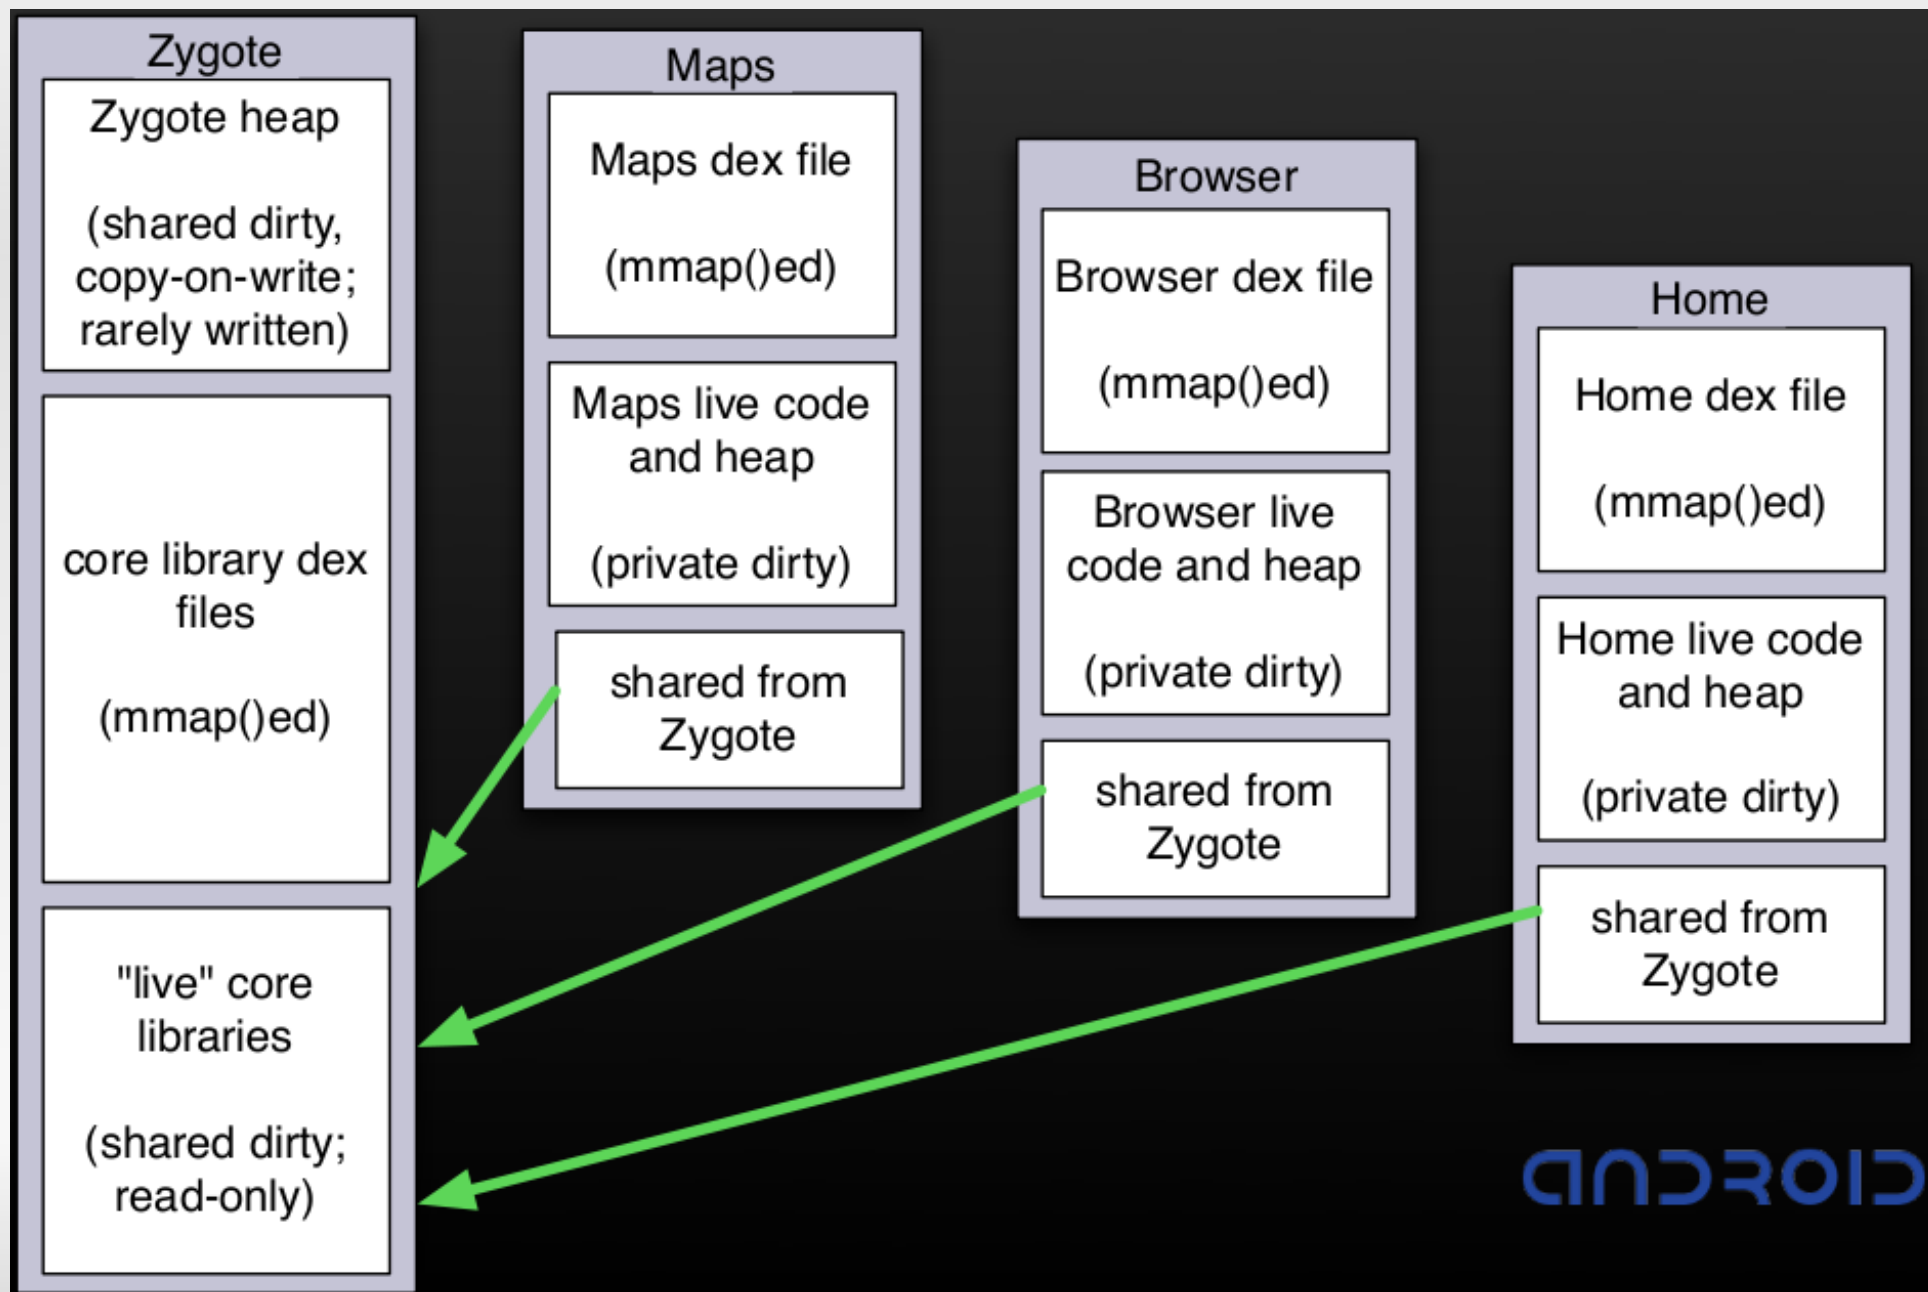 Zygote
Zygote heap
(shared dirty,
copy-on-write;
rarely written)
core library dex
files
(mmap()ed)
"live" core
libraries
(shared dirty;
read-only)
Maps
Maps dex file
(mmap()ed)
Maps live code
and heap
(private dirty)
shared from
Zygote
Browser
Browser dex file
(mmap()ed)
Browser live
code and heap
(private dirty)
shared from
Zygote
Home
Home dex file
(mmap()ed)
Home live code
and heap
(private dirty)
shared from
Zygote
ANDROID